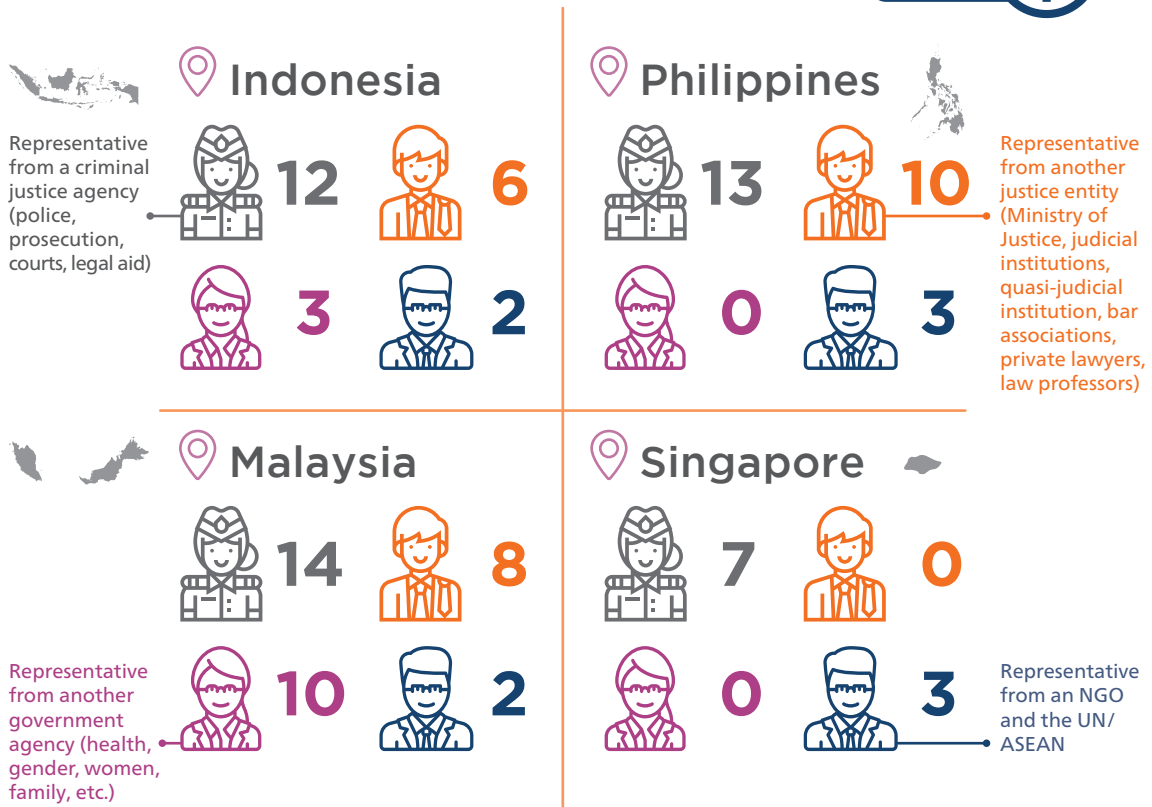 Indonesia
Representative
from a criminal
justice agency
(police,
prosecution,
courts, legal aid)
12
6
3
2
Philippines
13
10
0
3
Representative
from another
justice entity
(Ministry of
Justice, judicial
institutions,
quasi-judicial
institution, bar
associations,
private lawyers,
law professors)
Malaysia
14
8
10
2
Representative
from another
government
agency (health,
gender, women,
family, etc.)
Singapore
7
0
0
3
Representative
from an NGO
and the UN/
ASEAN